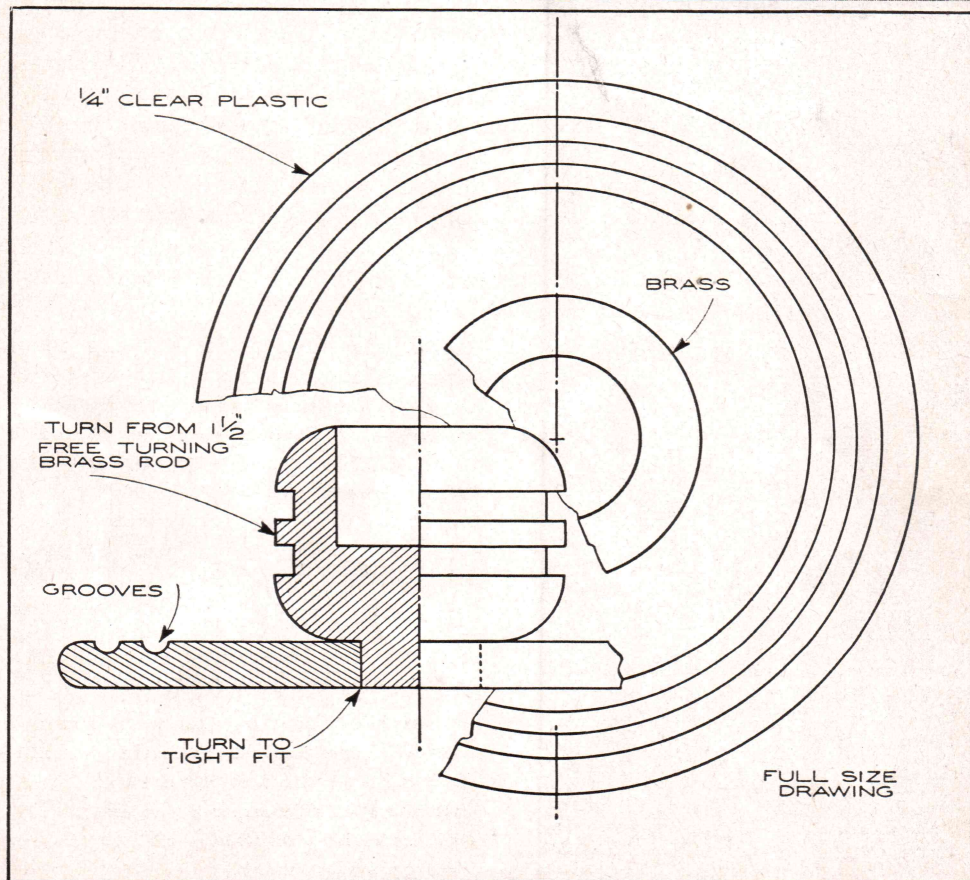 1/4" CLEAR PLASTIC
BRASS
TURN FROM 1 1/2"
FREE TURNING
BRASS ROD
GROOVES
TURN TO
TIGHT FIT
FULL SIZE
DRAWING